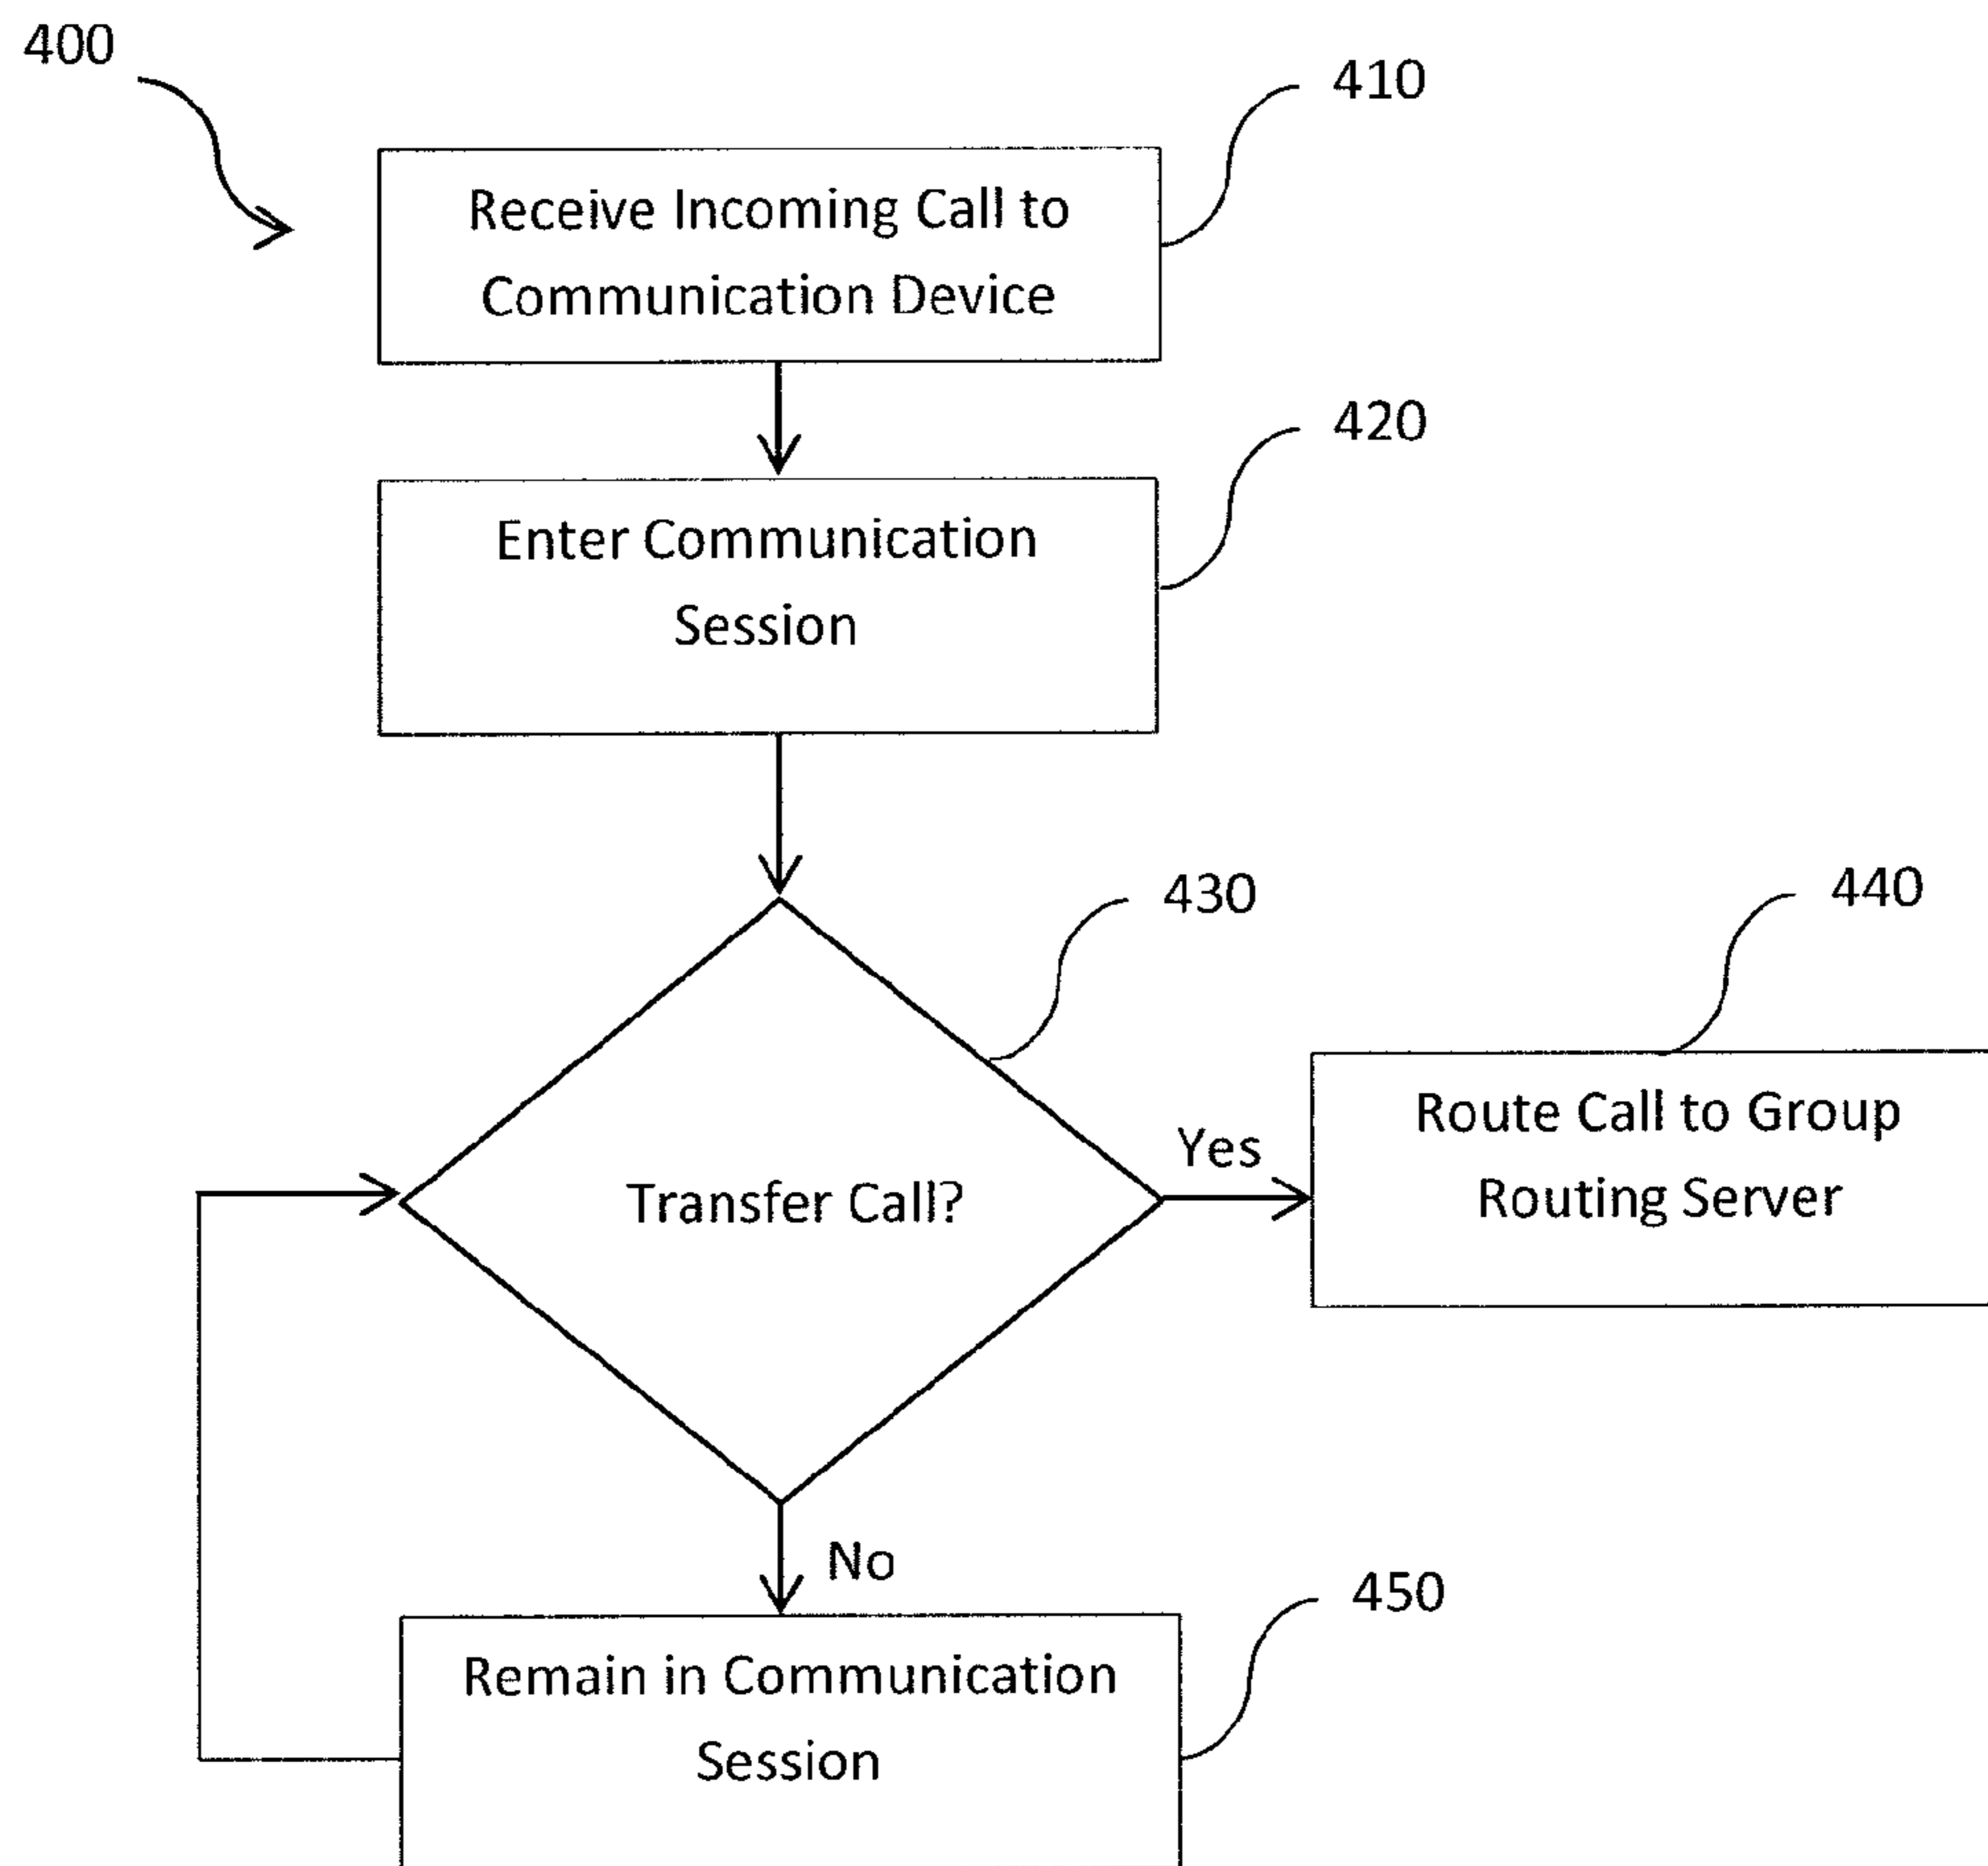 400
410
Receive Incoming Call to
Communication Device
420
Enter Communication
Session
430
440
Transfer Call?
Yes
Route Call to Group
Routing Server
No
450
Remain in Communication
Session